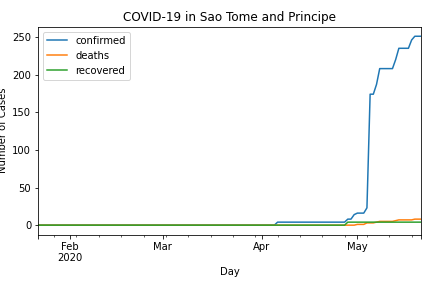 COVID-19 in Sao Tome and Principe
confirmed
deaths
recovered
250
200
150
100
50
0
Number of Cases
Feb
2020
Mar
Apr
May
Day